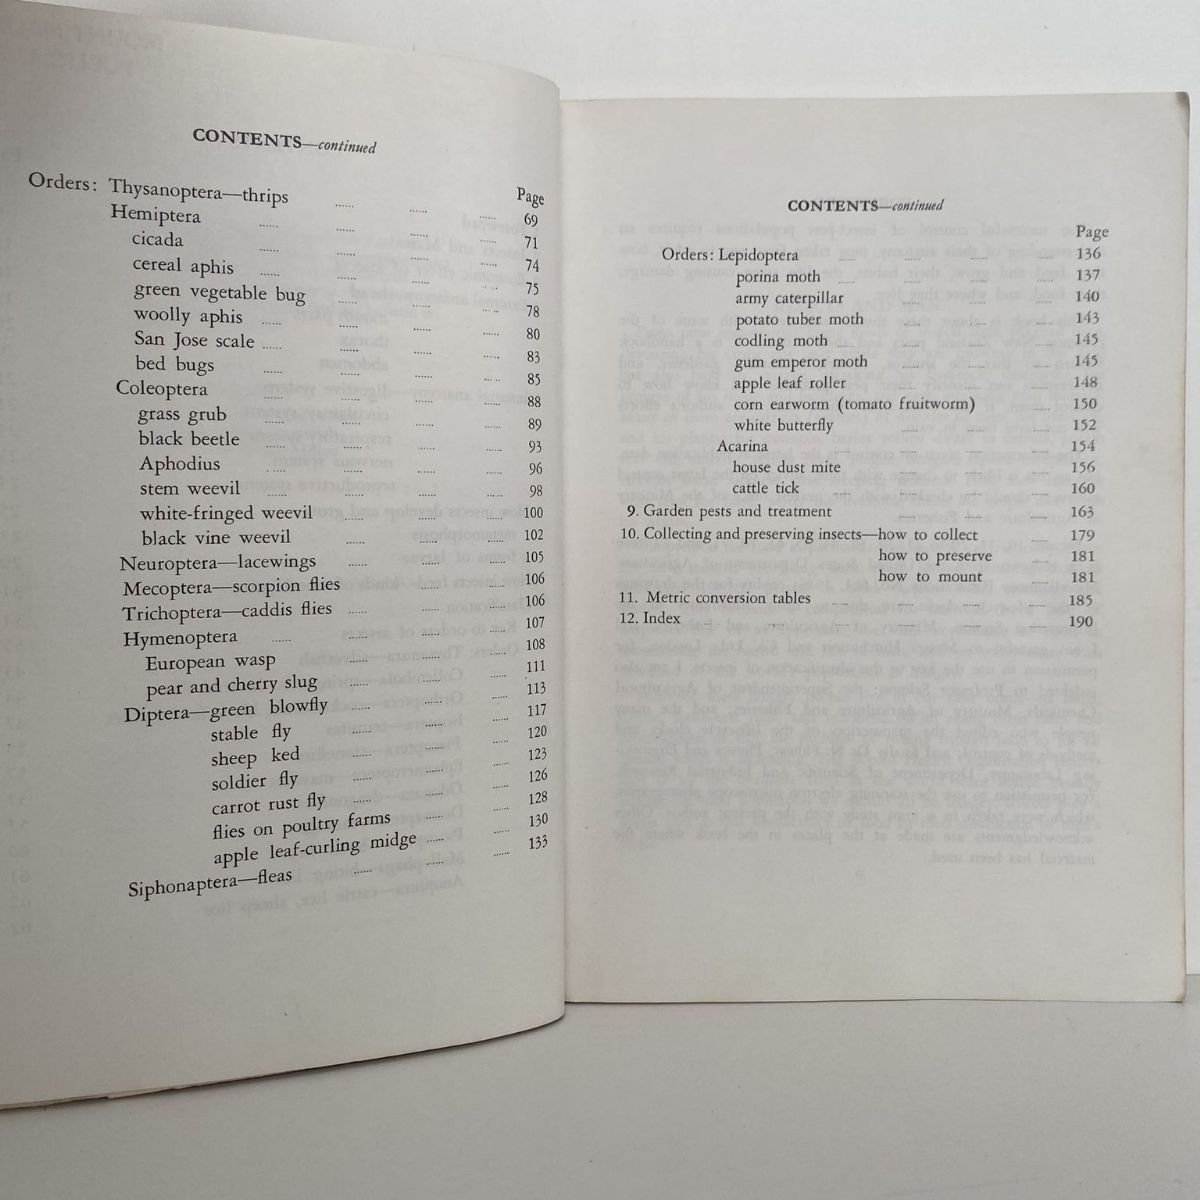 CONTENTS—continued
Page
Orders: Thysanoptera—thrips ...... ...... ...... 69
Hemiptera ...... ...... ...... ...... 71
cicada ...... ...... ...... ...... 74
cereal aphis ...... ...... ...... ...... 75
green vegetable bug ...... ...... ...... 78
woolly aphis ...... ...... ...... ...... 80
San Jose scale ...... ...... ...... ...... 83
bed bugs ...... ...... ...... ...... 85
Coleoptera ...... ...... ...... ...... 88
grass grub ...... ...... ...... ...... 89
black beetle ...... ...... ...... ...... 93
Aphodius ...... ...... ...... ...... 96
stem weevil ...... ...... ...... ...... 98
white-fringed weevil ...... ...... ...... 100
black vine weevil ...... ...... ...... 102
Neuroptera—lacewings ...... ...... ...... 105
Mecoptera—scorpion flies ...... ...... 106
Trichoptera—caddis flies ...... ...... ...... 106
Hymenoptera ...... ...... ...... ...... 107
European wasp ...... ...... ...... 108
pear and cherry slug ...... ...... ...... 111
Diptera—green blowfly ...... ...... ...... 113
stable fly ...... ...... ...... 117
sheep ked ...... ...... ...... 120
soldier fly ...... ...... ...... 123
carrot rust fly ...... ...... ...... 126
flies on poultry farms ...... ...... 128
apple leaf-curling midge ...... ...... 130
Siphonaptera—fleas ...... ...... ...... 133
CONTENTS—continued
Page
Orders: Lepidoptera ...... ...... ...... 136
porina moth ...... ...... ...... ...... 137
army caterpillar ...... ...... ...... 140
potato tuber moth ...... ...... ...... 143
codling moth ...... ...... ...... ...... 145
gum emperor moth ...... ...... ...... 145
apple leaf roller ...... ...... ...... 148
corn earworm (tomato fruitworm) ...... 150
white butterfly ...... ...... ...... 152
Acarina ...... ...... ...... ...... 154
house dust mite ...... ...... ...... 156
cattle tick ...... ...... ...... ...... 160
9. Garden pests and treatment ...... ...... ...... 163
10. Collecting and preserving insects—how to collect ...... 179
how to preserve ...... 181
how to mount ...... 181
11. Metric conversion tables ...... ...... ...... ...... 185
12. Index ...... ...... ...... ...... ...... 190